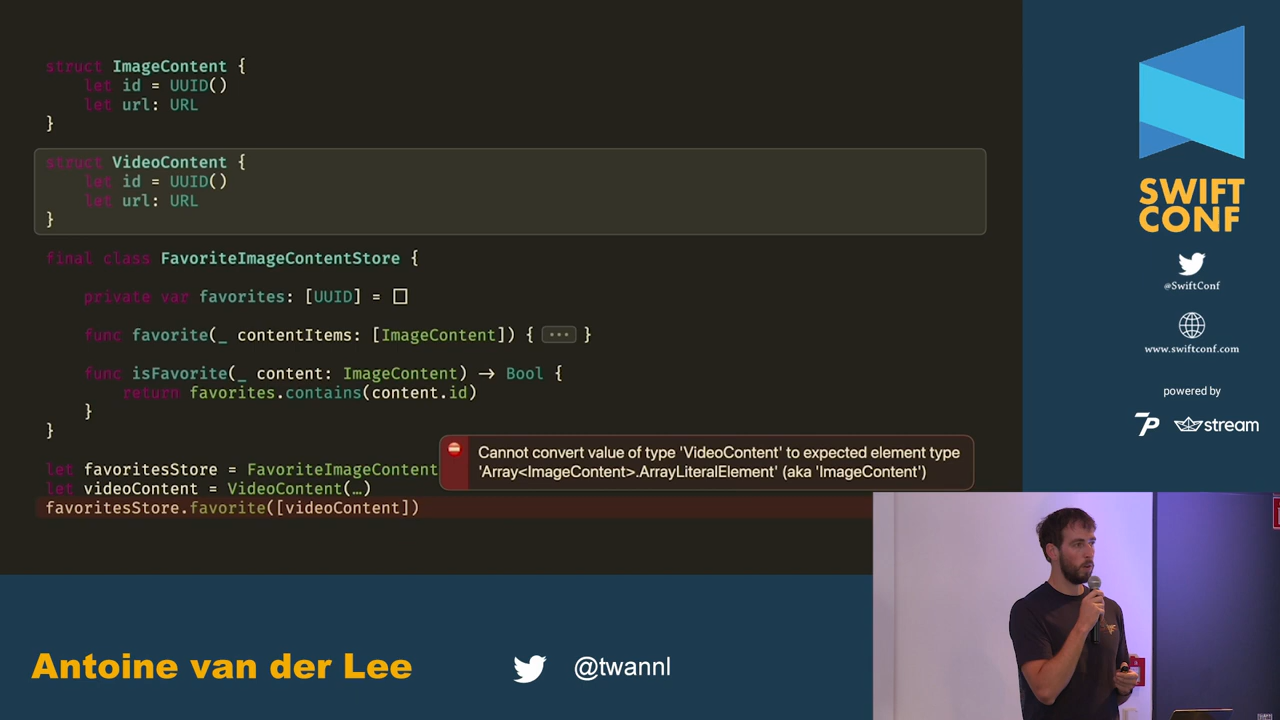 struct ImageContent {
let id = UUID()
let url: URL
}
struct VideoContent {
let id = UUID()
let url: URL
}
final class FavoriteImageContentStore {
private var favorites: [UUID] = []
func favorite(_ contentItems: [ImageContent]) { ••• }
func isFavorite(_ content: ImageContent) -> Bool {
return favorites.contains(content.id)
}
}
let favoritesStore = FavoriteImageContent
let videoContent = VideoContent(…)
favoritesStore.favorite([videoContent])
Cannot convert value of type 'VideoContent' to expected element type
'Array<ImageContent>.ArrayLiteralElement' (aka 'ImageContent')
SWIFT
CONF
@SwiftConf
www.swiftconf.com
powered by
7P stream
Antoine van der Lee
@twannl